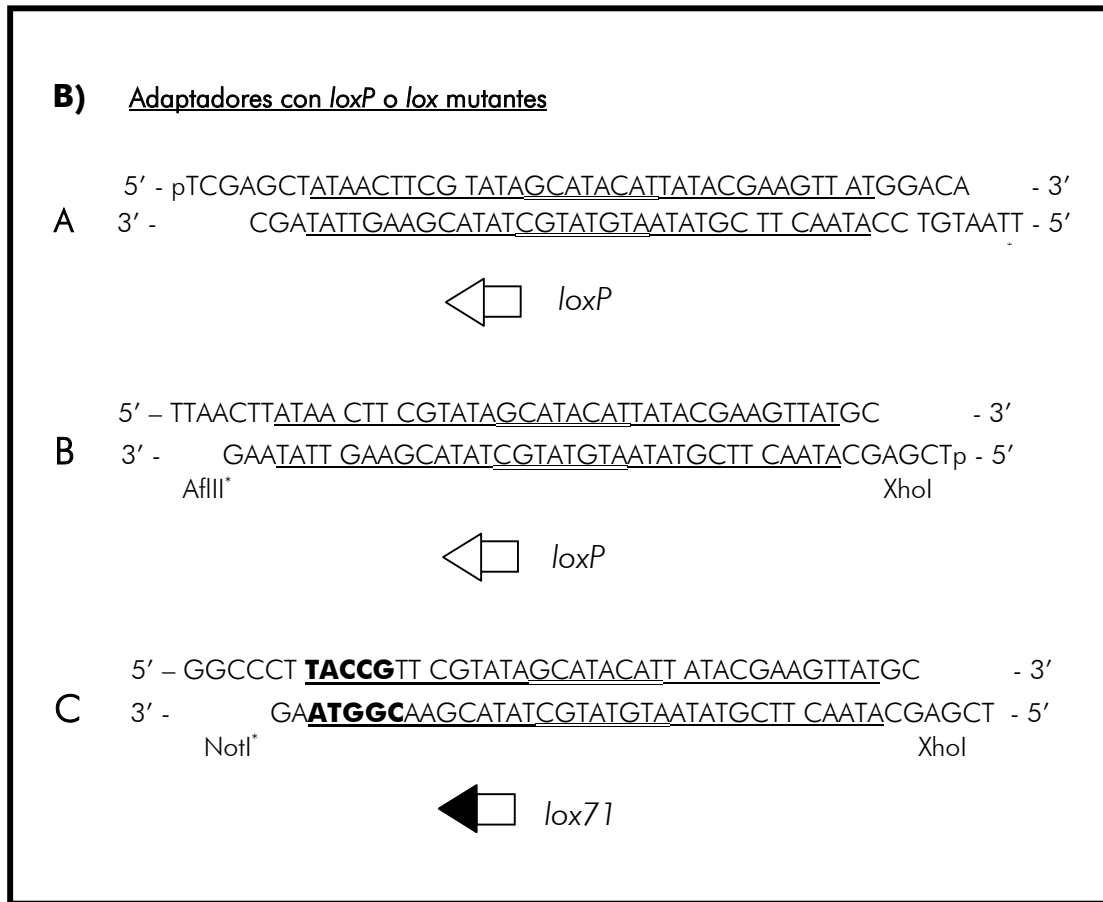 B) Adaptadores con loxP o lox mutantes
5’ - pTCGAGCTATAACTTCG TATAGCATACATTATACGAAGTT ATGGACA - 3’
A 3’ - CGATATTGAAGCATATCGTATGTAATATGC TT CAATACC TGTAATT - 5’
*
loxP
5’ – TTAACTTATAA CTT CGTATAGCATACATTATACGAAGTTATGC - 3’
B 3’ - GAATATT GAAGCATATCGTATGTAATATGCTT CAATACGAGCTp - 5’
AflII* XhoI
loxP
5’ – GGCCCT TACCGTT CGTATAGCATACATT ATACGAAGTTATGC - 3’
C 3’ - GAATGGCAAGCATATCGTATGTAATATGCTT CAATACGAGCT - 5’
NotI* XhoI
lox71